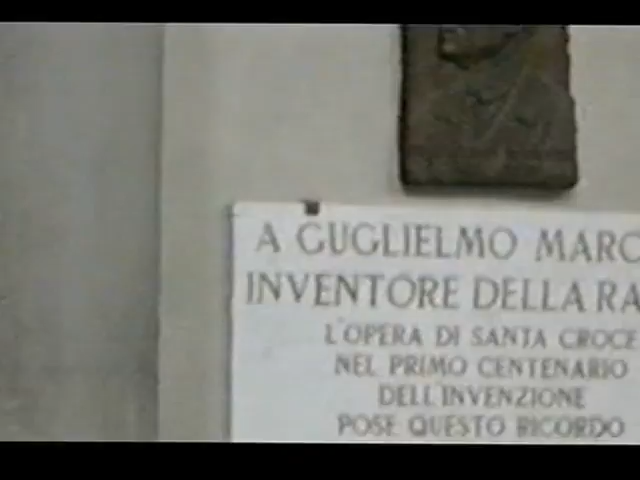 A GUGLIELMO MARC
INVENTORE DELLA RA
L'OPERA DI SANTA CROCE
NEL PRIMO CENTENARIO
DELL'INVENZIONE
POSE QUESTO RICORDO